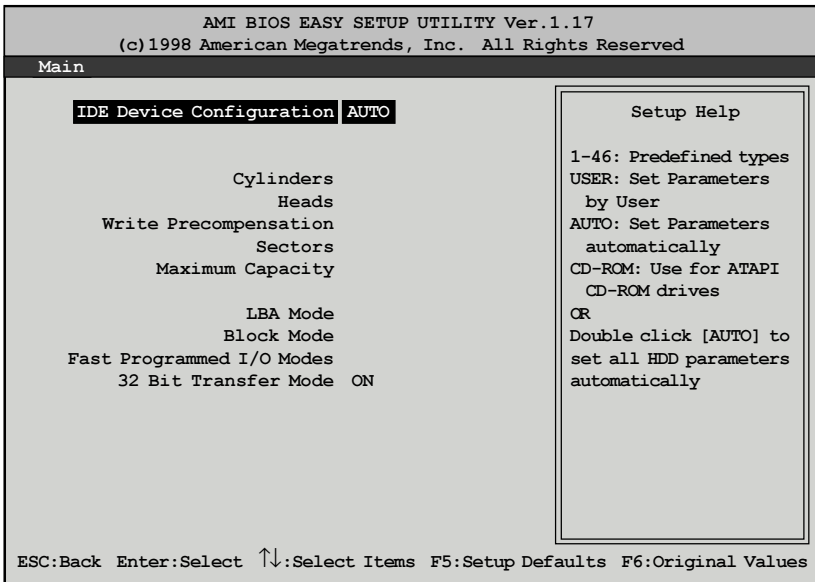 AMI BIOS EASY SETUP UTILITY Ver.1.17
(c)1998 American Megatrends, Inc. All Rights Reserved
Main
IDE Device Configuration AUTO
Cylinders
Heads
Write Precompensation
Sectors
Maximum Capacity
LBA Mode
Block Mode
Fast Programmed I/O Modes
32 Bit Transfer Mode ON
Setup Help
1-46: Predefined types
USER: Set Parameters
by User
AUTO: Set Parameters
automatically
CD-ROM: Use for ATAPI
CD-ROM drives
OR
Double click [AUTO] to
set all HDD parameters
automatically
ESC:Back Enter:Select ↑↓:Select Items F5:Setup Defaults F6:Original Values